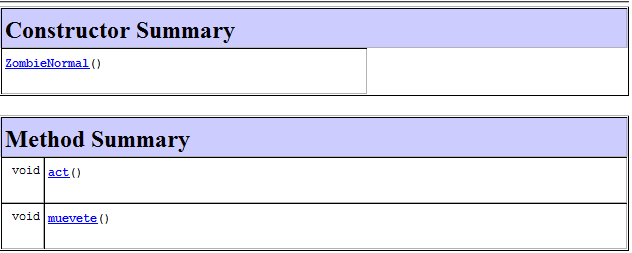 Constructor Summary
ZombieNormal()
Method Summary
void act()
void muevete()